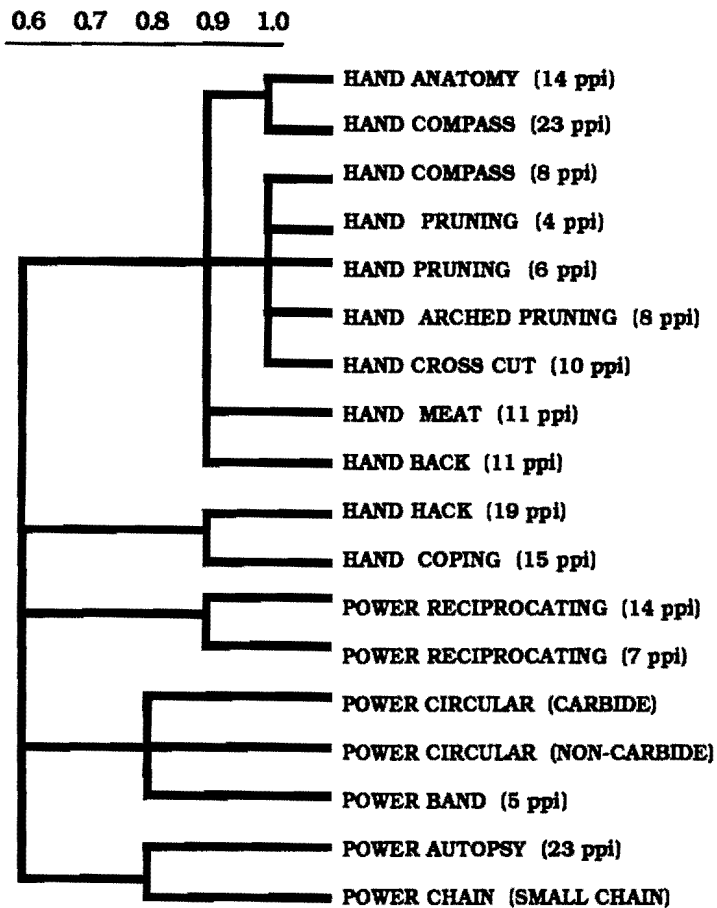 0.6 0.7 0.8 0.9 1.0
HAND ANATOMY (14 ppi)
HAND COMPASS (23 ppi)
HAND COMPASS (8 ppi)
HAND PRUNING (4 ppi)
HAND PRUNING (6 ppi)
HAND ARCHED PRUNING (8 ppi)
HAND CROSS CUT (10 ppi)
HAND MEAT (11 ppi)
HAND BACK (11 ppi)
HAND HACK (19 ppi)
HAND COPING (15 ppi)
POWER RECIPROCATING (14 ppi)
POWER RECIPROCATING (7 ppi)
POWER CIRCULAR (CARBIDE)
POWER CIRCULAR (NON-CARBIDE)
POWER BAND (5 ppi)
POWER AUTOPSY (23 ppi)
POWER CHAIN (SMALL CHAIN)